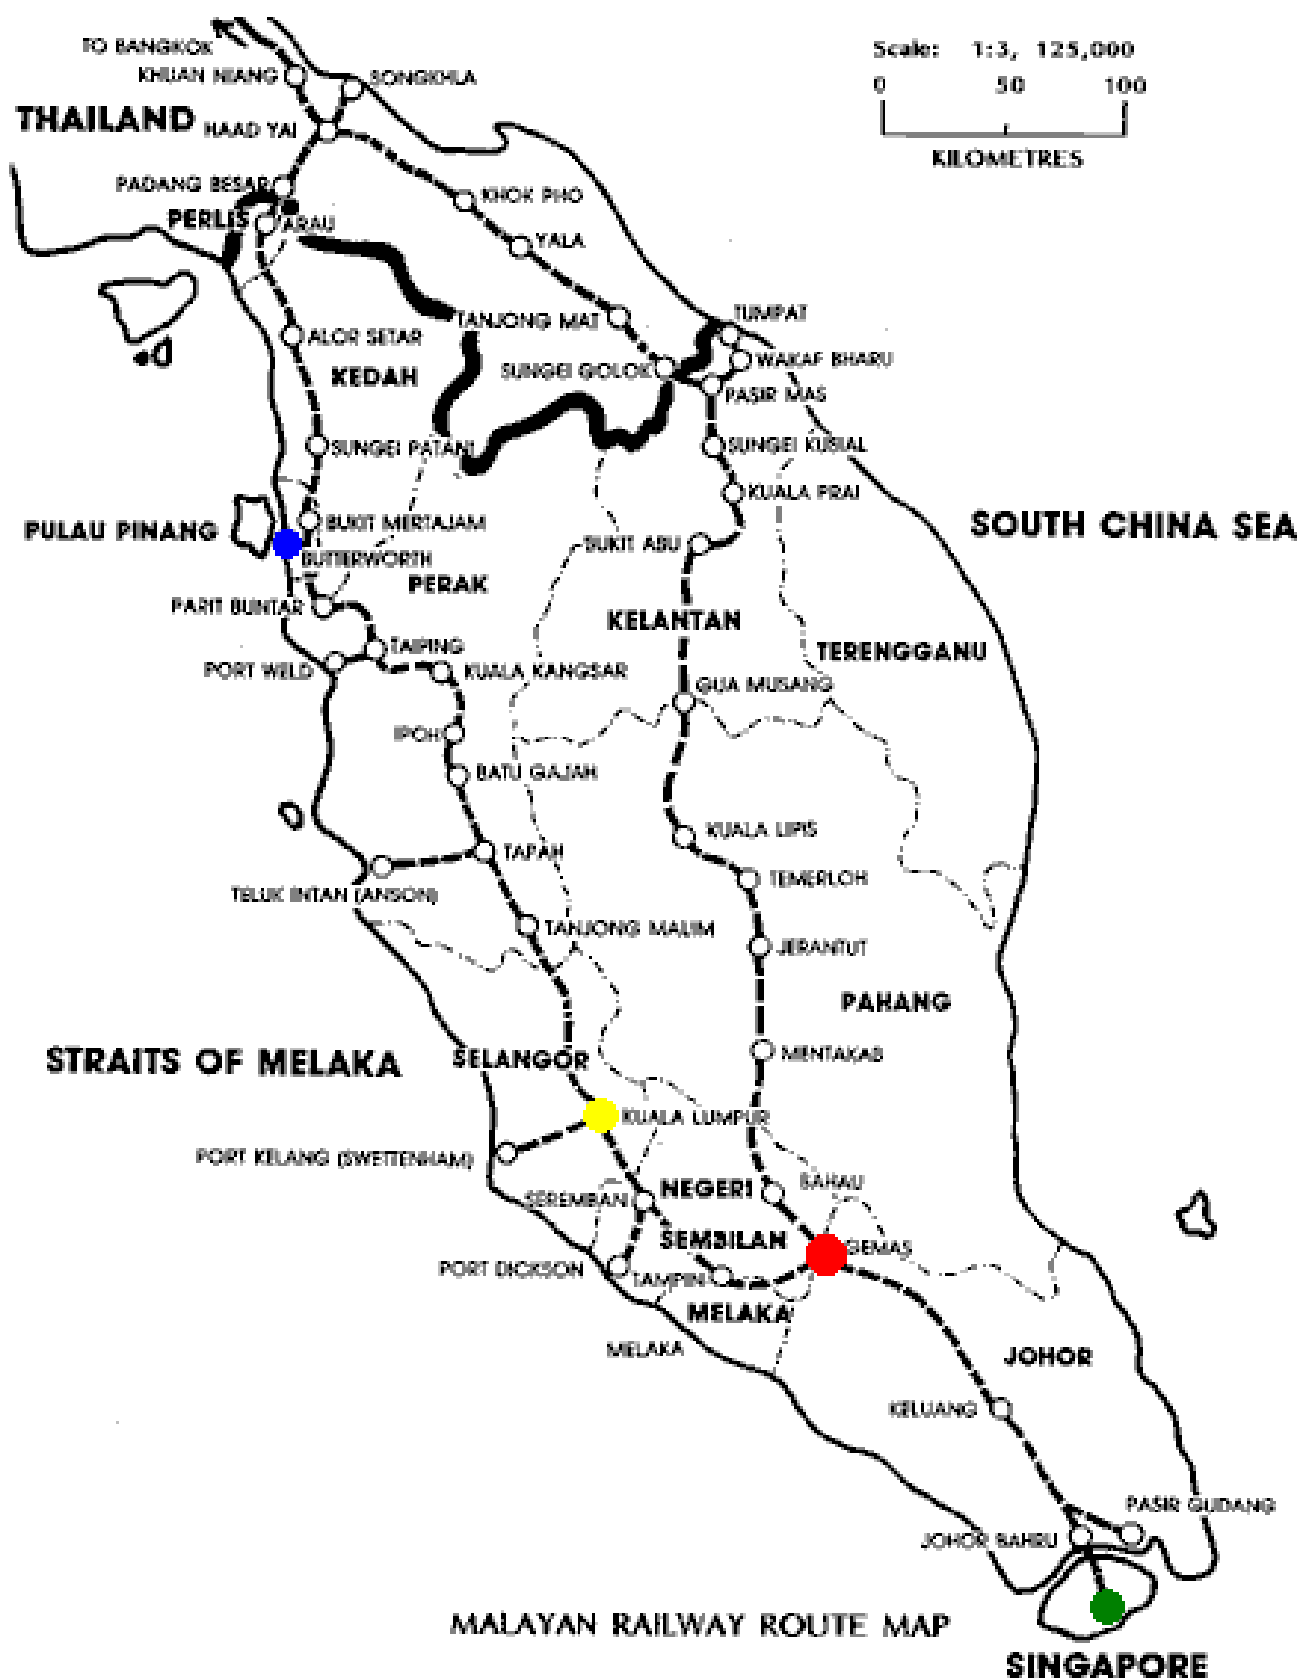 TO BANGKOK
Scale: 1:3, 125,000
0 50 100
KILOMETRES
KHUAN NIANG
SONGKHLA
THAILAND
HAAD YAI
PADANG BESAR
KHOK PHO
PERLIS
ARAU
YALA
TANJONG MAT
TUMPAT
ALOR SETAR
WAKAF BHARU
SUNGEI GOLOK
KEDAH
PASIR MAS
SUNGEI PATANI
SUNGEI KUSIAL
KUALA PRAI
PULAU PINANG
BUKIT MERTAJAM
SOUTH CHINA SEA
SUKIT ABU
BUTTERWORTH
PERAK
PARIT BUNTAR
KELANTAN
TAIPING
TERENGGANU
PORT WELD
KUALA KANGSAR
GUA MUSANG
IPOH
BATU GAJAH
KUALA LIPIS
TAPAH
TEMERLOH
TELUK INTAN (ANSON)
TANJONG MALIM
JERANTUT
PAHANG
STRAITS OF MELAKA
SELANGOR
MENTAKAB
KUALA LUMPUR
PORT KELANG (SWETTENHAM)
SEREMBAN
NEGERI
BAHAU
SEMBILAN
GEMAS
PORT DICKSON
TAMPIN
MELAKA
MELAKA
JOHOR
KELUANG
PASIR GUDANG
JOHOR BAHRU
MALAYAN RAILWAY ROUTE MAP
SINGAPORE